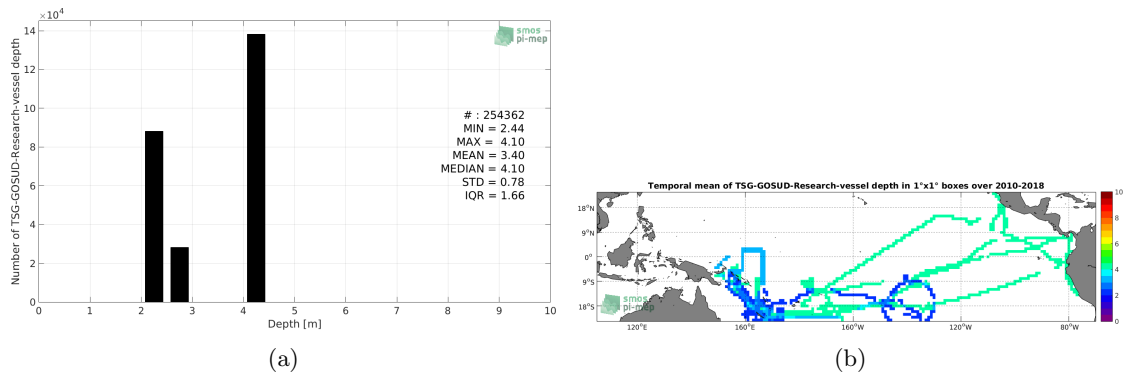 ×10⁴
14
12
10
8
6
4
2
0
Number of TSG-GOSUD-Research-vessel depth
0 1 2 3 4 5 6 7 8 9 10
Depth [m]
smos
pi-mep
# : 254362
MIN = 2.44
MAX = 4.10
MEAN = 3.40
MEDIAN = 4.10
STD = 0.78
IQR = 1.66
(a)
Temporal mean of TSG-GOSUD-Research-vessel depth in 1°x1° boxes over 2010-2018
18°N
9°N
0°
9°S
18°S
120°E 160°E 160°W 120°W 80°W
smos
pi-mep
10
8
6
4
2
0
(b)